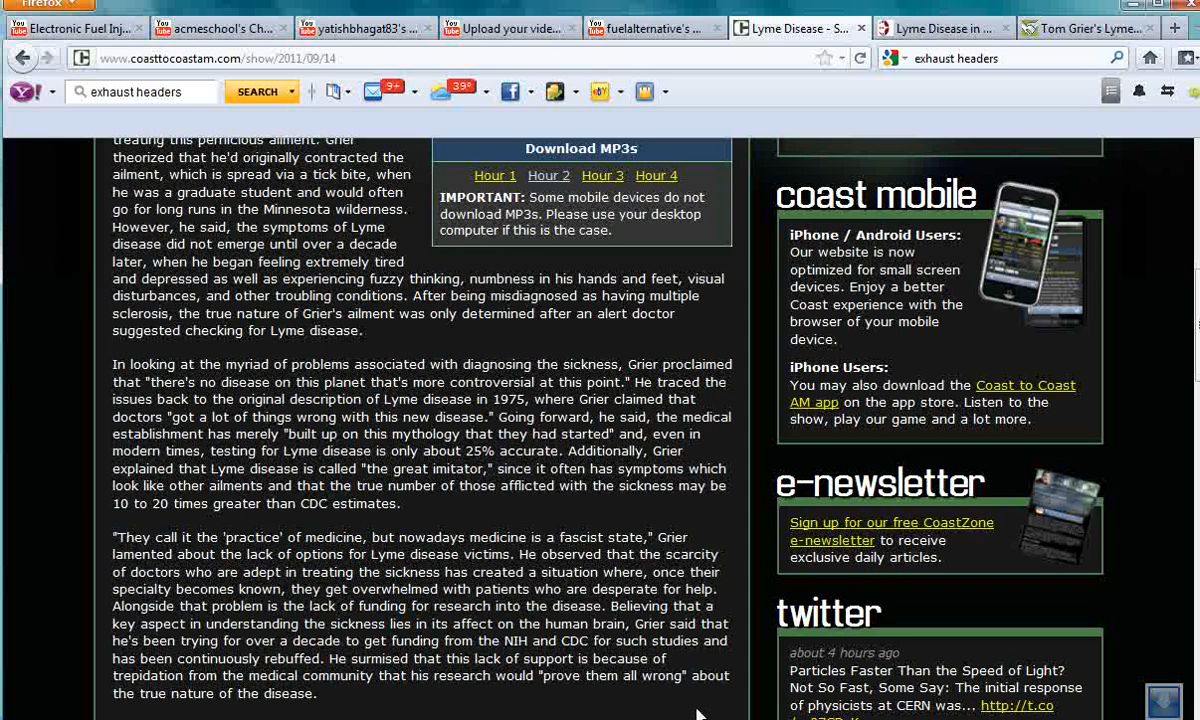 Firefox
Electronic Fuel Inj...
acmeschool's Ch...
yatishbhagat83's ...
Upload your vide...
fuelalternative's ...
Lyme Disease - S...
Lyme Disease in ...
Tom Grier's Lyme...
www.coasttocoastam.com/show/2011/09/14
exhaust headers
exhaust headers
SEARCH
9+
39°
treating this pernicious ailment. Grier
theorized that he'd originally contracted the
ailment, which is spread via a tick bite, when
he was a graduate student and would often
go for long runs in the Minnesota wilderness.
However, he said, the symptoms of Lyme
disease did not emerge until over a decade
later, when he began feeling extremely tired
and depressed as well as experiencing fuzzy thinking, numbness in his hands and feet, visual
disturbances, and other troubling conditions. After being misdiagnosed as having multiple
sclerosis, the true nature of Grier's ailment was only determined after an alert doctor
suggested checking for Lyme disease.
In looking at the myriad of problems associated with diagnosing the sickness, Grier proclaimed
that "there's no disease on this planet that's more controversial at this point." He traced the
issues back to the original description of Lyme disease in 1975, where Grier claimed that
doctors "got a lot of things wrong with this new disease." Going forward, he said, the medical
establishment has merely "built up on this mythology that they had started" and, even in
modern times, testing for Lyme disease is only about 25% accurate. Additionally, Grier
explained that Lyme disease is called "the great imitator," since it often has symptoms which
look like other ailments and that the true number of those afflicted with the sickness may be
10 to 20 times greater than CDC estimates.
"They call it the 'practice' of medicine, but nowadays medicine is a fascist state," Grier
lamented about the lack of options for Lyme disease victims. He observed that the scarcity
of doctors who are adept in treating the sickness has created a situation where, once their
specialty becomes known, they get overwhelmed with patients who are desperate for help.
Alongside that problem is the lack of funding for research into the disease. Believing that a
key aspect in understanding the sickness lies in its affect on the human brain, Grier said that
he's been trying for over a decade to get funding from the NIH and CDC for such studies and
has been continuously rebuffed. He surmised that this lack of support is because of
trepidation from the medical community that his research would "prove them all wrong" about
the true nature of the disease.
Download MP3s
Hour 1 Hour 2 Hour 3 Hour 4
IMPORTANT: Some mobile devices do not
download MP3s. Please use your desktop
computer if this is the case.
coast mobile
iPhone / Android Users:
Our website is now
optimized for small screen
devices. Enjoy a better
Coast experience with the
browser of your mobile
device.
iPhone Users:
You may also download the Coast to Coast
AM app on the app store. Listen to the
show, play our game and a lot more.
e-newsletter
Sign up for our free CoastZone
e-newsletter to receive
exclusive daily articles.
twitter
about 4 hours ago
Particles Faster Than the Speed of Light?
Not So Fast, Some Say: The initial response
of physicists at CERN was... http://t.co